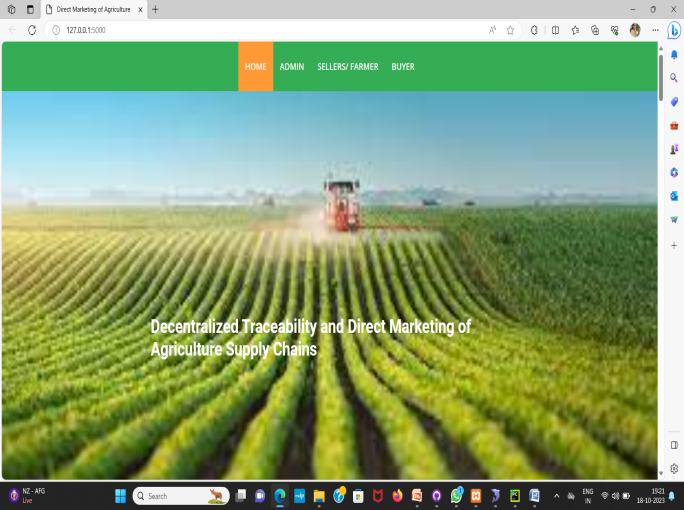 Direct Marketing of Agriculture
127.0.0.1:5000
HOME ADMIN SELLERS/ FARMER BUYER
Decentralized Traceability and Direct Marketing of
Agriculture Supply Chains
NZ - AFG
Live
Search
ENG
IN
19:21
18-10-2023